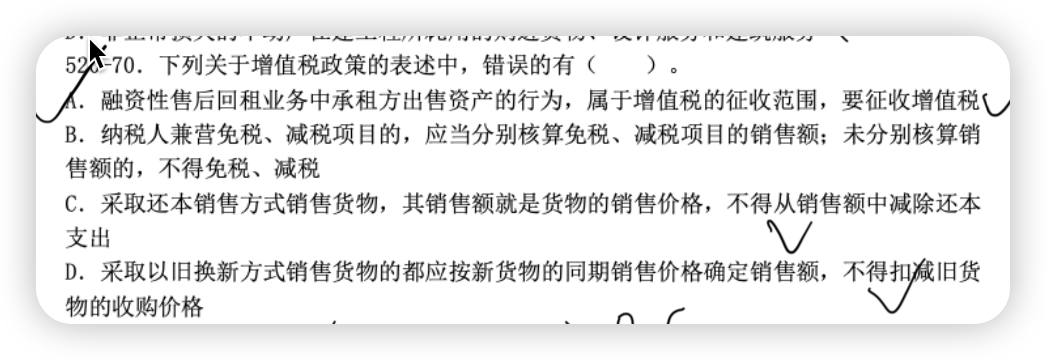 520-70. 下列关于增值税政策的表述中，错误的有（　　）。
A. 融资性售后回租业务中承租方出售资产的行为，属于增值税的征收范围，要征收增值税
B. 纳税人兼营免税、减税项目的，应当分别核算免税、减税项目的销售额；未分别核算销
售额的，不得免税、减税
C. 采取还本销售方式销售货物，其销售额就是货物的销售价格，不得从销售额中减除还本
支出
D. 采取以旧换新方式销售货物的都应按新货物的同期销售价格确定销售额，不得扣减旧货
物的收购价格